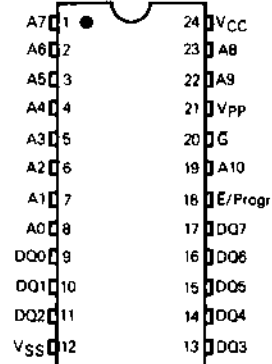 A7 1 24 VCC
A6 2 23 A8
A5 3 22 A9
A4 4 21 VPP
A3 5 20 G̅
A2 6 19 A10
A1 7 18 E̅/Progr
A0 8 17 DQ7
DQ0 9 16 DQ6
DQ1 10 15 DQ5
DQ2 11 14 DQ4
VSS 12 13 DQ3